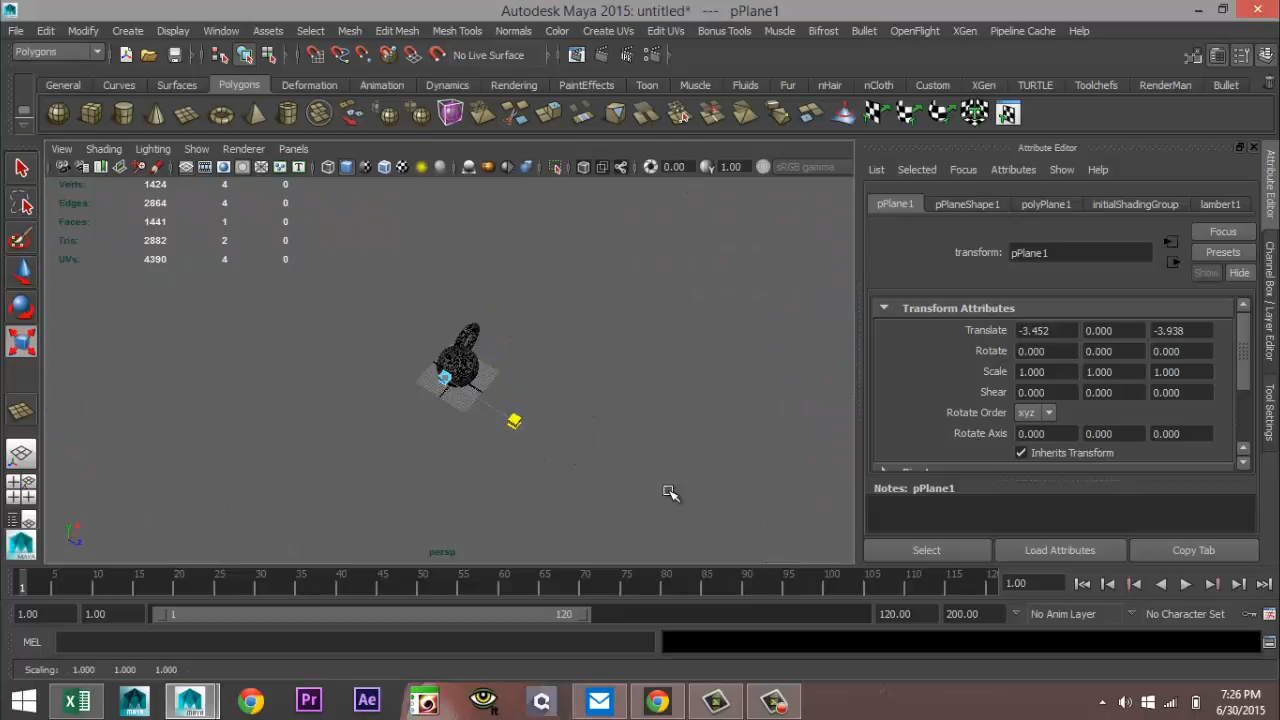 Autodesk Maya 2015: untitled* --- pPlane1
File Edit Modify Create Display Window Assets Select Mesh Edit Mesh Mesh Tools Normals Color Create UVs Edit UVs Bonus Tools Muscle Bifrost Bullet OpenFlight XGen Pipeline Cache Help
Polygons No Live Surface
General Curves Surfaces Polygons Deformation Animation Dynamics Rendering PaintEffects Toon Muscle Fluids Fur nHair nCloth Custom XGen TURTLE Toolchefs RenderMan Bullet
View Shading Lighting Show Renderer Panels
0.00 1.00 sRGB gamma
Verts: 1424 4 0
Edges: 2864 4 0
Faces: 1441 1 0
Tris: 2882 2 0
UVs: 4390 4 0
persp
Attribute Editor
List Selected Focus Attributes Show Help
pPlane1 pPlaneShape1 polyPlane1 initialShadingGroup lambert1
Focus
transform: pPlane1 Presets
Show Hide
Transform Attributes
Translate -3.452 0.000 -3.938
Rotate 0.000 0.000 0.000
Scale 1.000 1.000 1.000
Shear 0.000 0.000 0.000
Rotate Order xyz
Rotate Axis 0.000 0.000 0.000
Inherits Transform
Notes: pPlane1
Select Load Attributes Copy Tab
Attribute Editor
Channel Box / Layer Editor
Tool Settings
1 5 10 15 20 25 30 35 40 45 50 55 60 65 70 75 80 85 90 95 100 105 110 115 120 1.00
1.00 1.00 1 120 120.00 200.00 No Anim Layer No Character Set
MEL
Scaling: 1.000 1.000 1.000
MAYA MAYA Pr Ae It 7:26 PM
6/30/2015